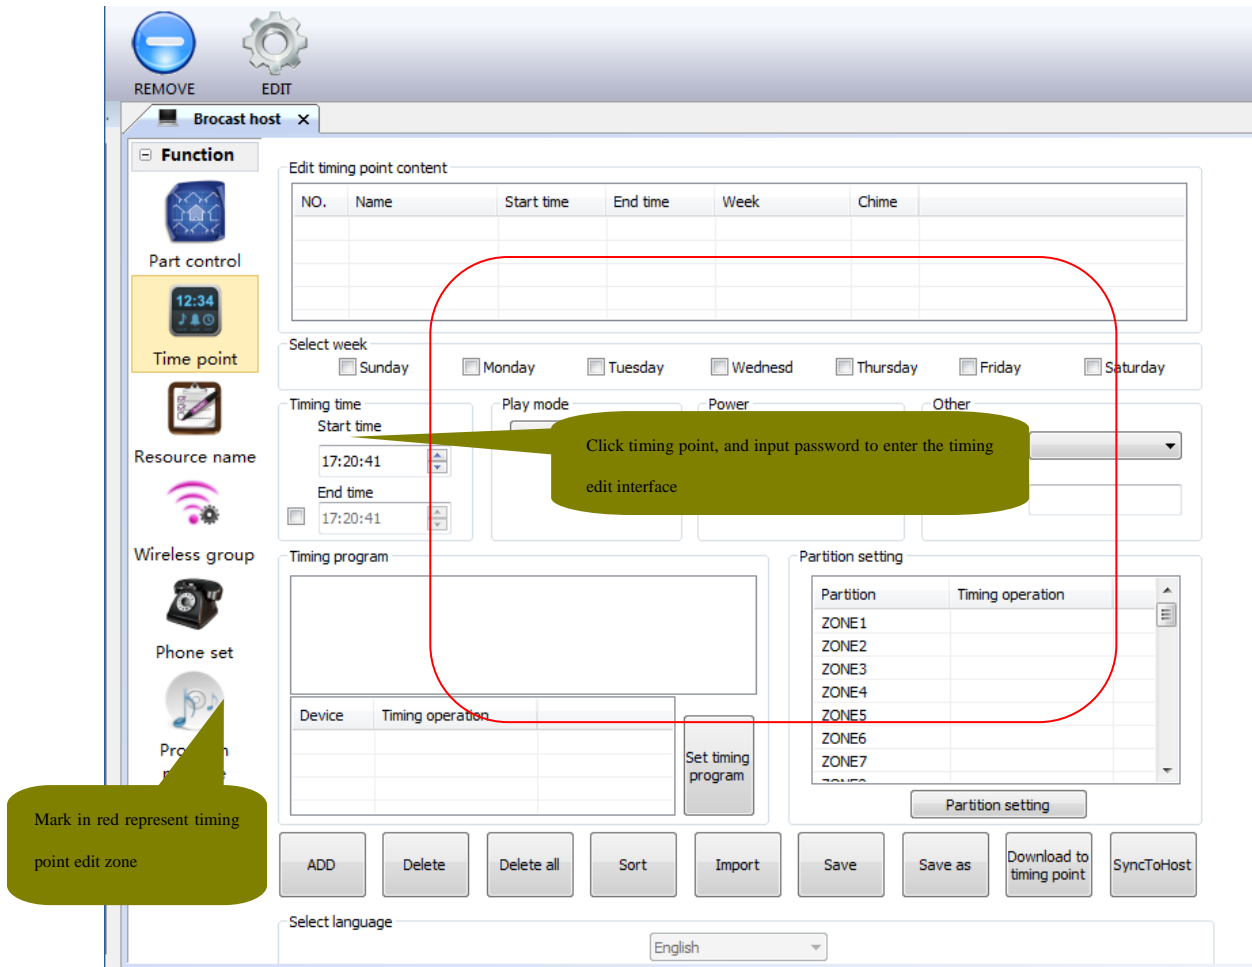 REMOVE
EDIT
Brocast host
Function
Part control
Time point
12:34
Resource name
Wireless group
Phone set
Edit timing point content
NO. Name Start time End time Week Chime
Select week
Sunday Monday Tuesday Wednesd Thursday Friday Saturday
Timing time
Start time
17:20:41
End time
17:20:41
Play mode
Power
Other
Click timing point, and input password to enter the timing
edit interface
Timing program
Device Timing operation
Set timing
program
Partition setting
Partition Timing operation
ZONE1
ZONE2
ZONE3
ZONE4
ZONE5
ZONE6
ZONE7
Partition setting
Mark in red represent timing
point edit zone
ADD
Delete
Delete all
Sort
Import
Save
Save as
Download to
timing point
SyncToHost
Select language
English